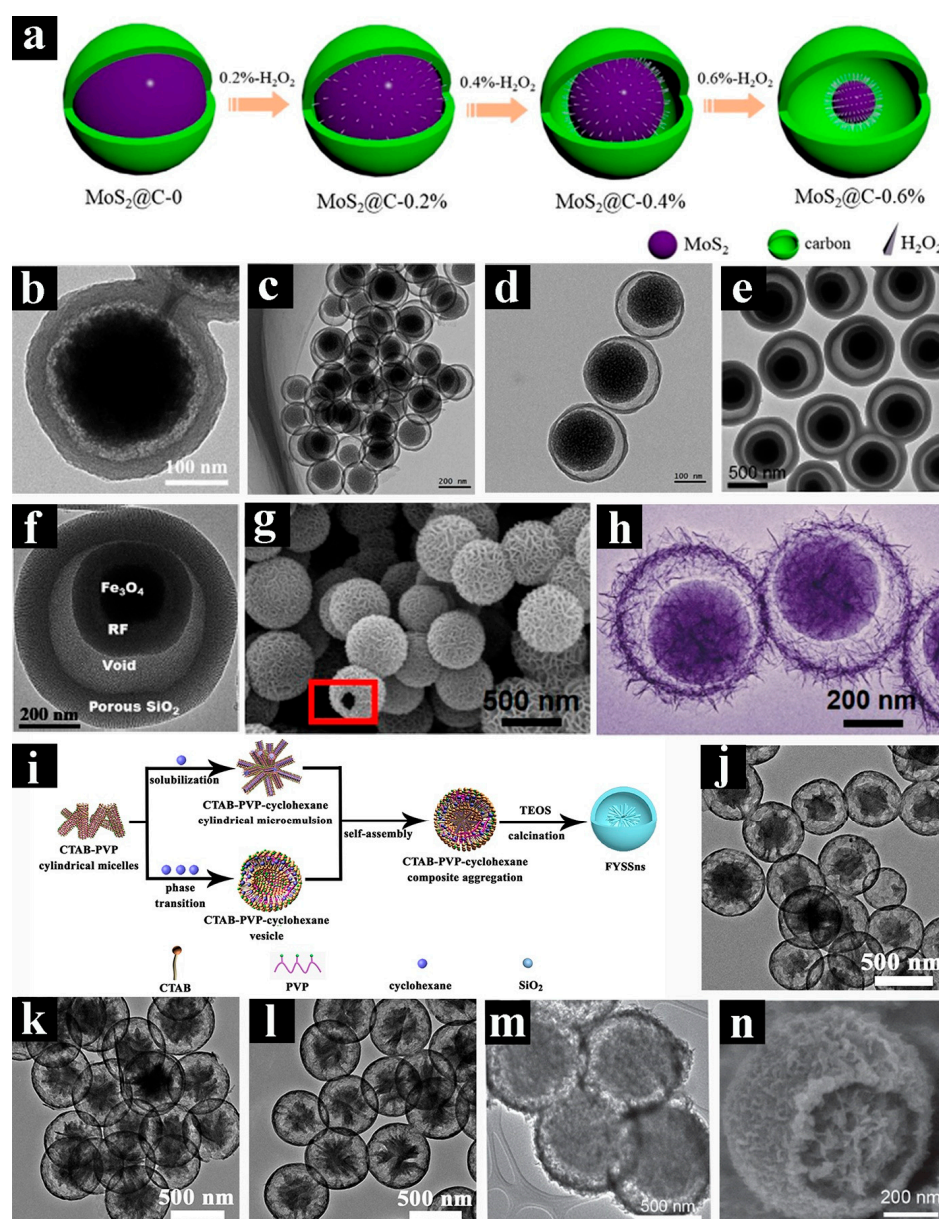 a
0.2%-H₂O₂
0.4%-H₂O₂
0.6%-H₂O₂
MoS₂@C-0
MoS₂@C-0.2%
MoS₂@C-0.4%
MoS₂@C-0.6%
MoS₂
carbon
H₂O₂
b
100 nm
c
200 nm
d
100 nm
e
500 nm
f
Fe₃O₄
RF
Void
Porous SiO₂
200 nm
g
500 nm
h
200 nm
i
solubilization
CTAB-PVP-cyclohexane
cylindrical microemulsion
CTAB-PVP
cylindrical micelles
self-assembly
TEOS
calcination
CTAB-PVP-cyclohexane
composite aggregation
FYSSns
phase
transition
CTAB-PVP-cyclohexane
vesicle
CTAB
PVP
cyclohexane
SiO₂
j
500 nm
k
500 nm
l
500 nm
m
500 nm
n
200 nm